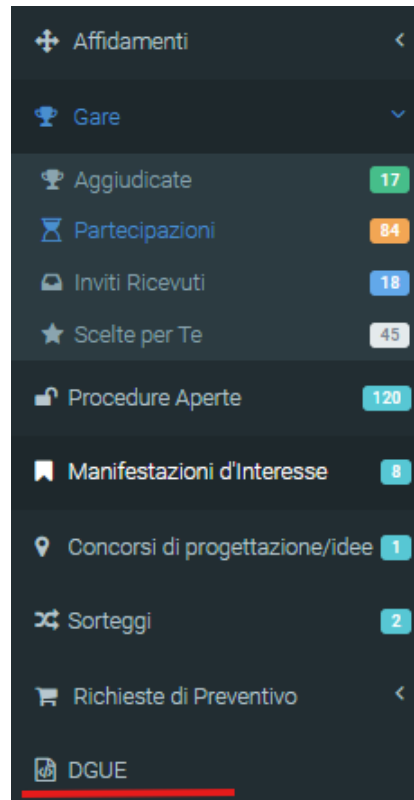 Affidamenti
Gare
Aggiudicate 17
Partecipazioni 84
Inviti Ricevuti 18
Scelte per Te 45
Procedure Aperte 120
Manifestazioni d'Interesse 8
Concorsi di progettazione/idee 1
Sorteggi 2
Richieste di Preventivo
DGUE